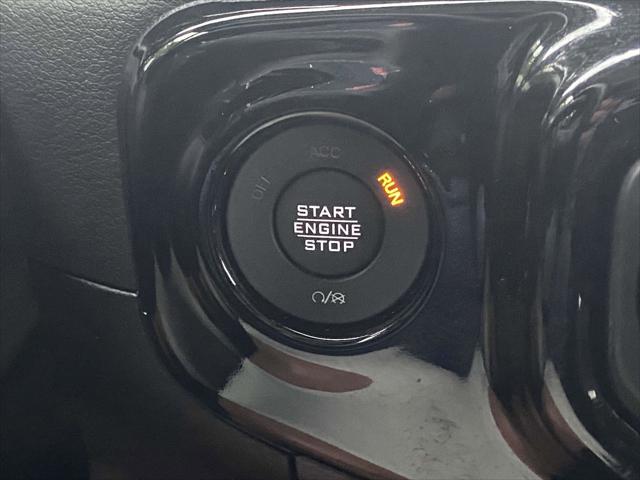 ACC
OFF
RUN
START
ENGINE
STOP